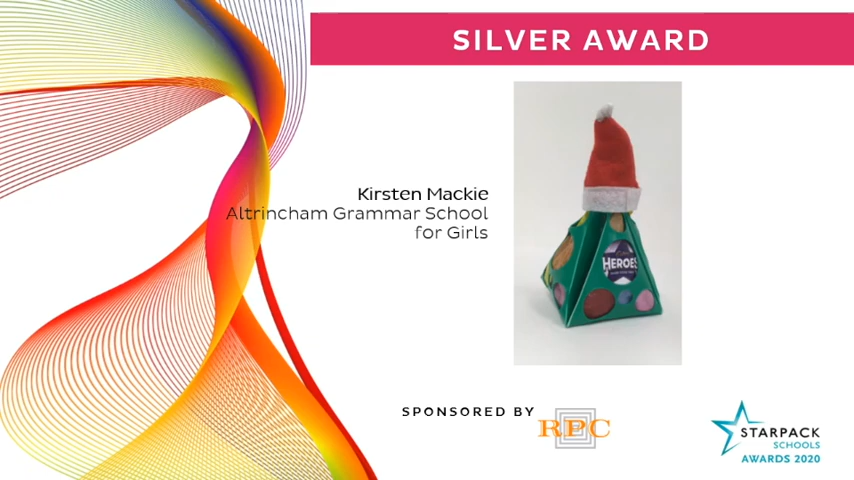 SILVER AWARD
Kirsten Mackie
Altrincham Grammar School
for Girls
HEROES
SPONSORED BY
RPC
STARPACK
SCHOOLS
AWARDS 2020